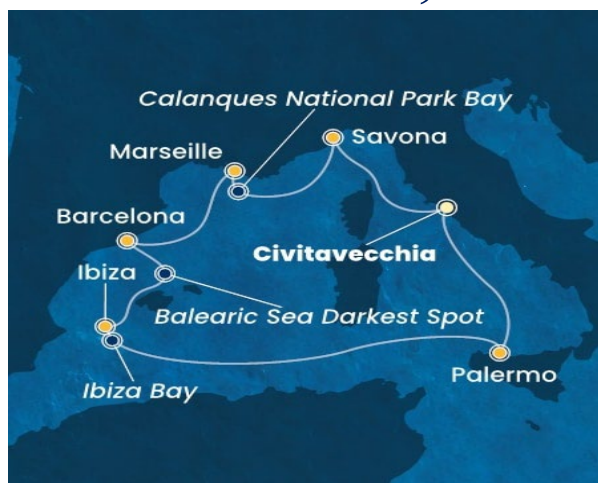 Calanques National Park Bay
Savona
Marseille
Barcelona
Civitavecchia
Ibiza
Balearic Sea Darkest Spot
Palermo
Ibiza Bay